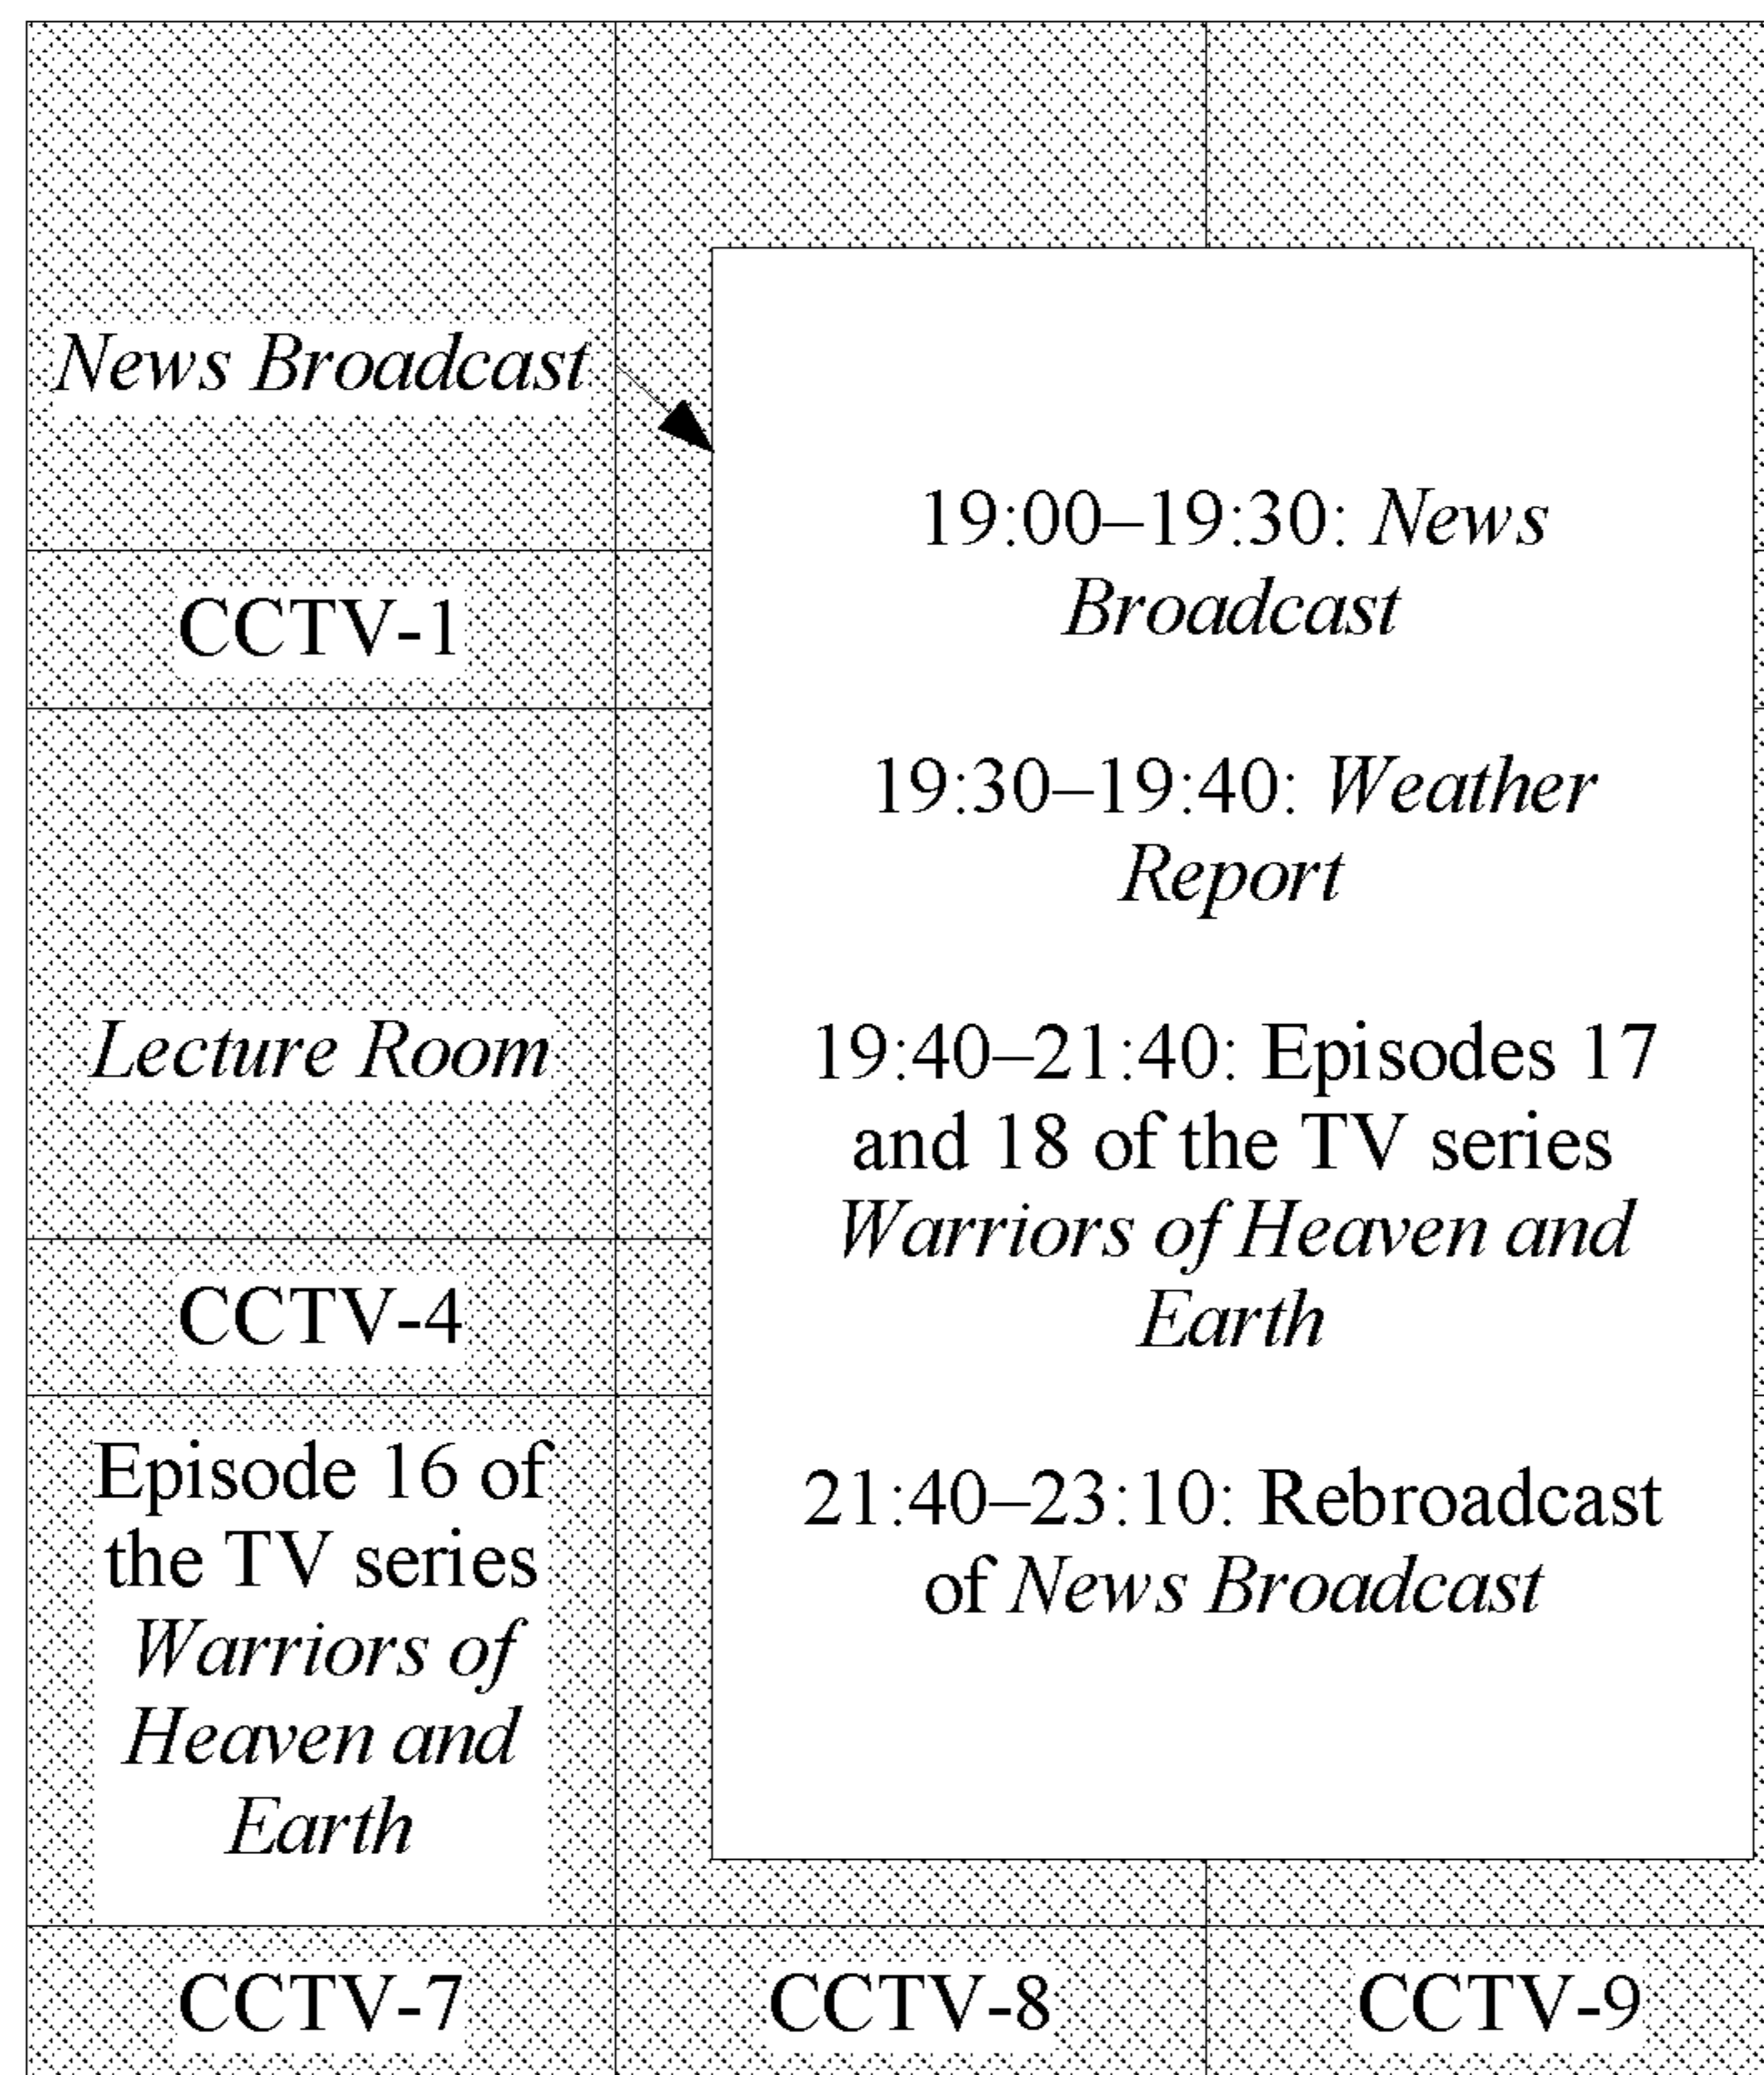 News Broadcast
CCTV-1
Lecture Room
CCTV-4
Episode 16 of
the TV series
Warriors of
Heaven and
Earth
CCTV-7
19:00–19:30: News
Broadcast
19:30–19:40: Weather
Report
19:40–21:40: Episodes 17
and 18 of the TV series
Warriors of Heaven and
Earth
21:40–23:10: Rebroadcast
of News Broadcast
CCTV-8
CCTV-9